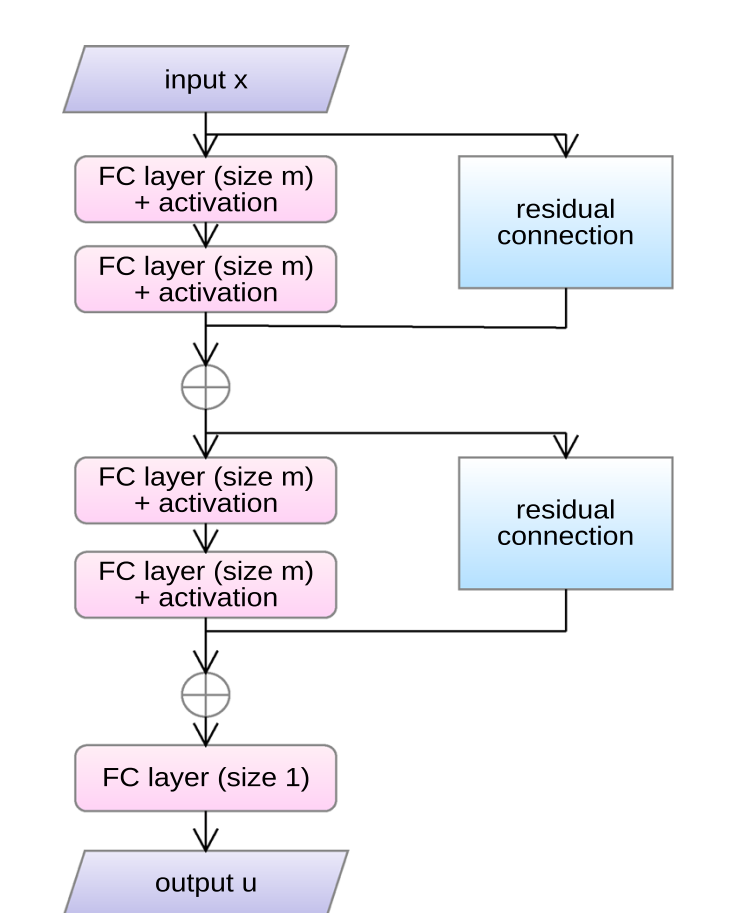 input x
FC layer (size m)
+ activation
residual
connection
FC layer (size m)
+ activation
FC layer (size m)
+ activation
residual
connection
FC layer (size m)
+ activation
FC layer (size 1)
output u